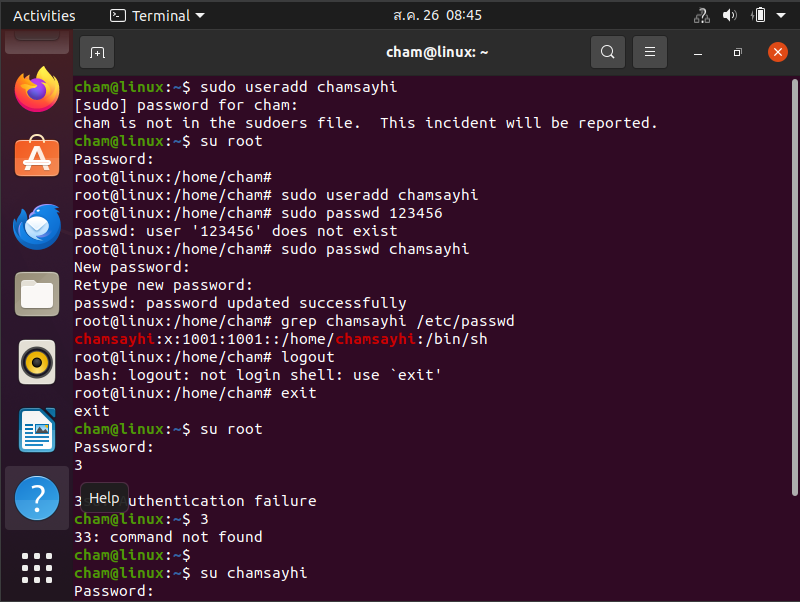 Activities Terminal ส.ค. 26 08:45
cham@linux: ~
cham@linux:~$ sudo useradd chamsayhi
[sudo] password for cham:
cham is not in the sudoers file.  This incident will be reported.
cham@linux:~$ su root
Password:
root@linux:/home/cham#
root@linux:/home/cham# sudo useradd chamsayhi
root@linux:/home/cham# sudo passwd 123456
passwd: user '123456' does not exist
root@linux:/home/cham# sudo passwd chamsayhi
New password:
Retype new password:
passwd: password updated successfully
root@linux:/home/cham# grep chamsayhi /etc/passwd
chamsayhi:x:1001:1001::/home/chamsayhi:/bin/sh
root@linux:/home/cham# logout
bash: logout: not login shell: use `exit'
root@linux:/home/cham# exit
exit
cham@linux:~$ su root
Password:
3
Help
3 uthentication failure
cham@linux:~$ 3
33: command not found
cham@linux:~$
cham@linux:~$ su chamsayhi
Password: